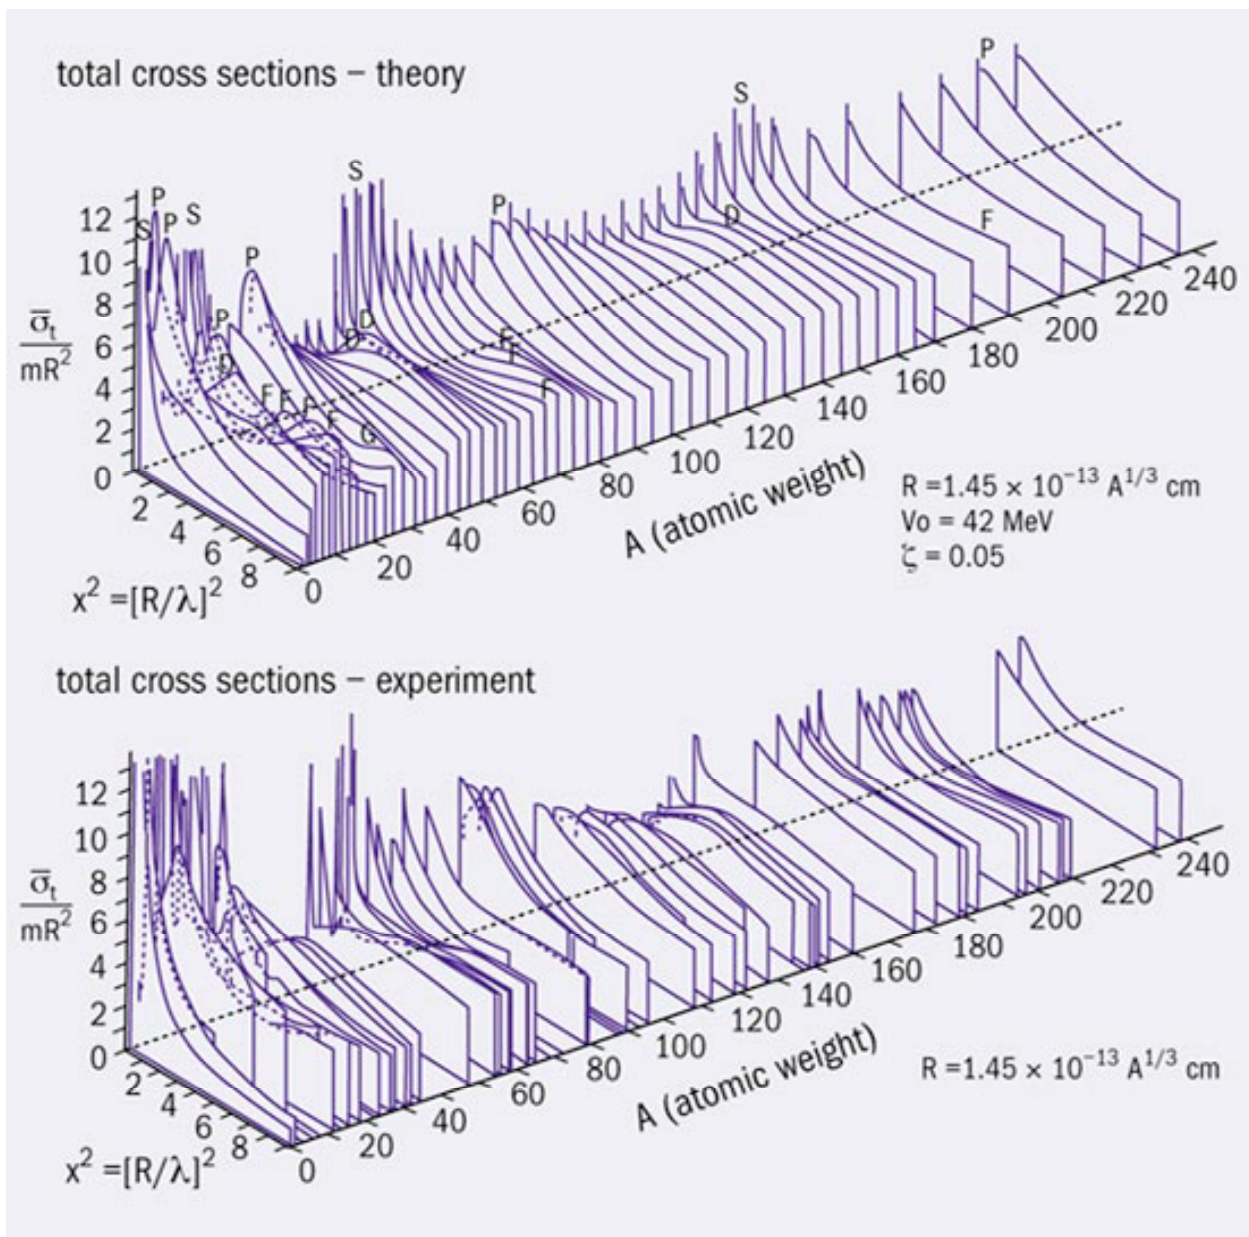 total cross sections – theory
S
P
P
S
P
P
D
F
F
F
F
G
S
D
D
P
F
F
F
S
D
P
F
12
10
8
6
4
2
0
σ̅t
mR²
2
4
6
8
x² =[R/λ]²
0
20
40
60
80
100
120
140
160
180
200
220
240
A (atomic weight)
R =1.45 × 10⁻¹³ A¹/³ cm
Vo = 42 MeV
ζ = 0.05
total cross sections – experiment
12
10
8
6
4
2
0
σ̅t
mR²
2
4
6
8
x² =[R/ƛ]²
0
20
40
60
80
100
120
140
160
180
200
220
240
A (atomic weight)
R =1.45 × 10⁻¹³ A¹/³ cm